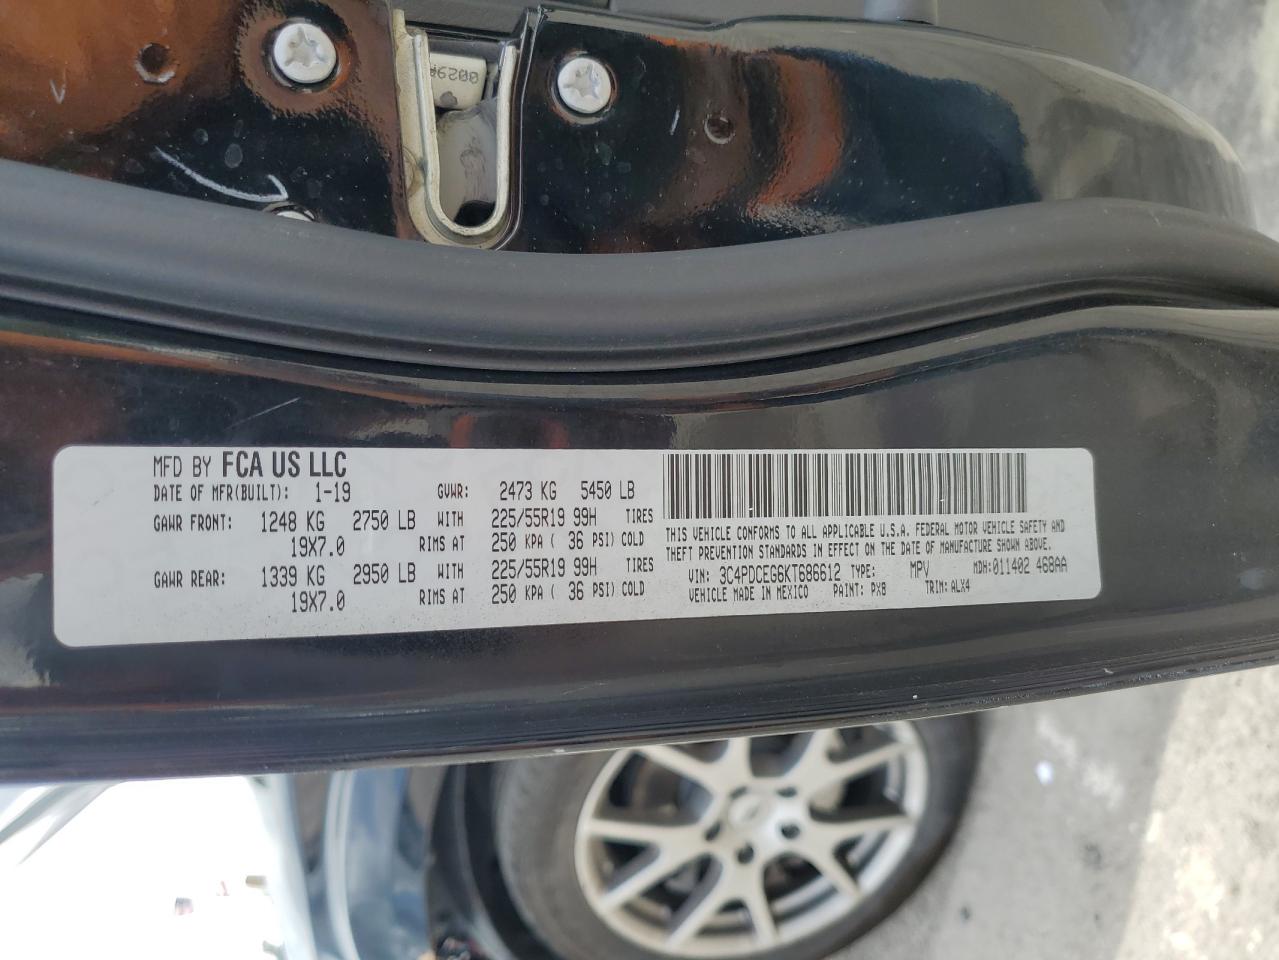 00292
MFD BY FCA US LLC
DATE OF MFR(BUILT): 1-19 GVWR: 2473 KG 5450 LB
GAWR FRONT: 1248 KG 2750 LB WITH 225/55R19 99H TIRES
19X7.0 RIMS AT 250 KPA ( 36 PSI) COLD
GAWR REAR: 1339 KG 2950 LB WITH 225/55R19 99H TIRES
19X7.0 RIMS AT 250 KPA ( 36 PSI) COLD
THIS VEHICLE CONFORMS TO ALL APPLICABLE U.S.A. FEDERAL MOTOR VEHICLE SAFETY AND
THEFT PREVENTION STANDARDS IN EFFECT ON THE DATE OF MANUFACTURE SHOWN ABOVE.
VIN: 3C4PDCEG6KT686612 TYPE: MPV MDH:011402 468AA
VEHICLE MADE IN MEXICO PAINT: PX8 TRIM: ALX4